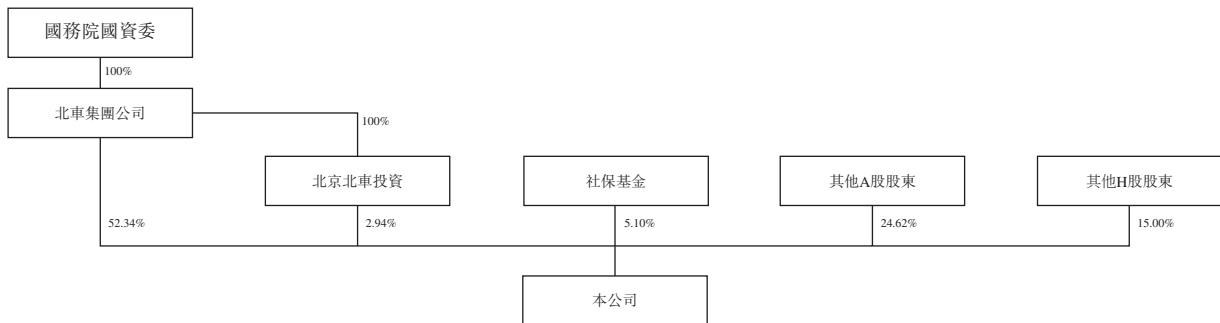 國務院國資委
100%
北車集團公司
100%
北京北車投資
社保基金
其他A股股東
其他H股股東
52.34%
2.94%
5.10%
24.62%
15.00%
本公司